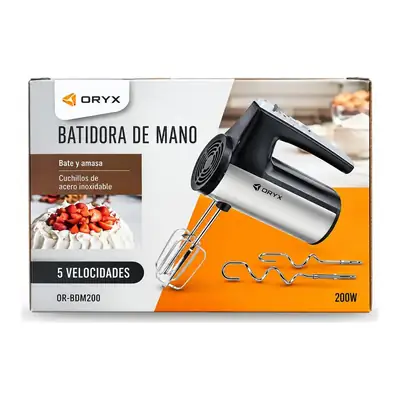 ORYX
BATIDORA DE MANO
Bate y amasa
Cuchillos de
acero inoxidable
ORYX
5 VELOCIDADES
OR-BDM200
200W